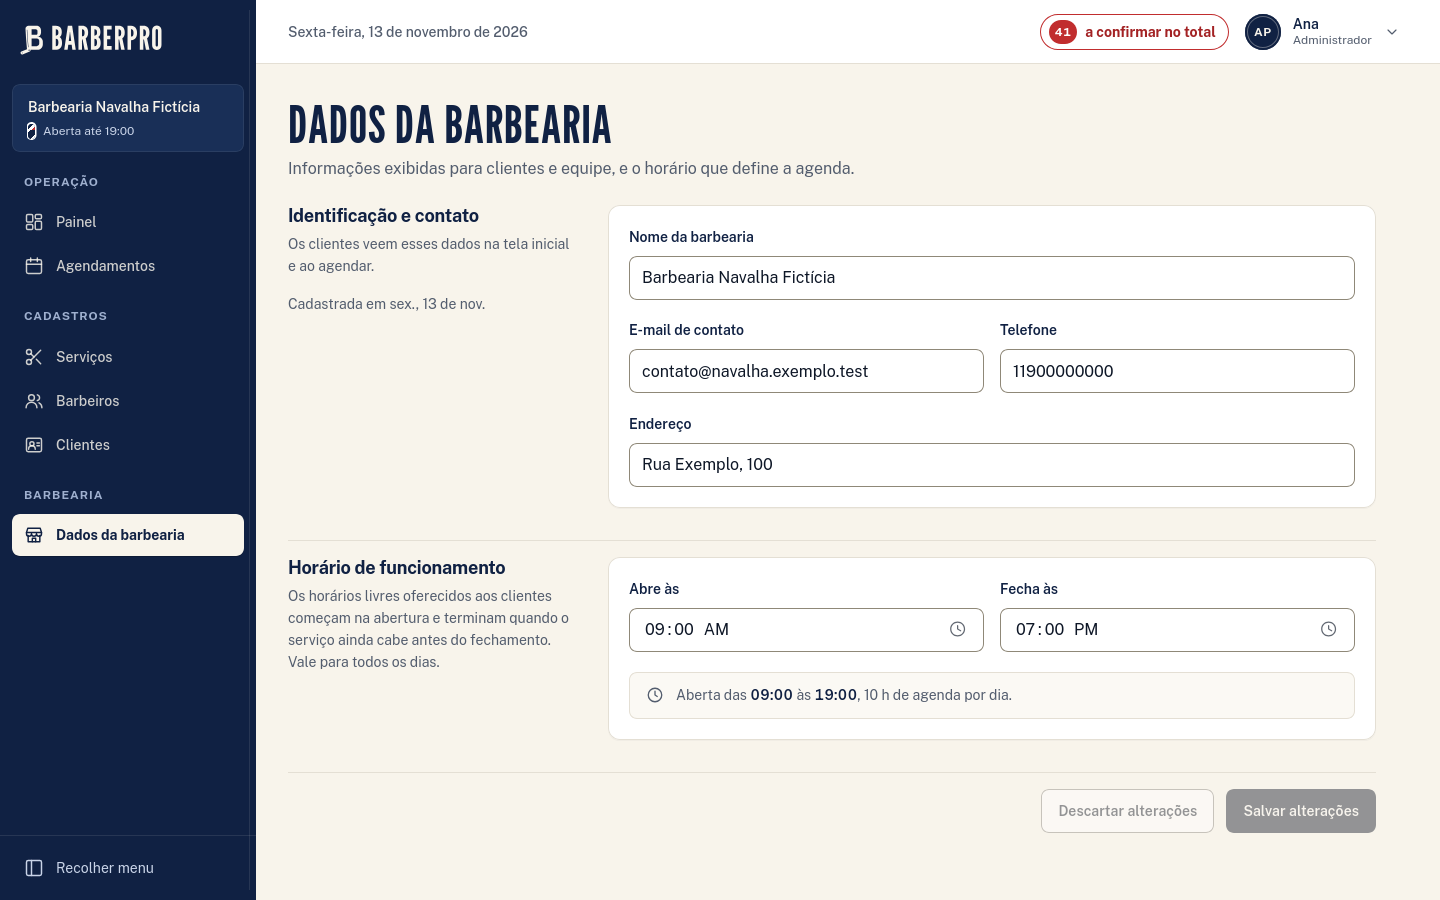 BARBERPRO
Barbearia Navalha Fictícia
Aberta até 19:00
OPERAÇÃO
Painel
Agendamentos
CADASTROS
Serviços
Barbeiros
Clientes
BARBEARIA
Dados da barbearia
Recolher menu
Sexta-feira, 13 de novembro de 2026
41 a confirmar no total
AP
Ana
Administrador
DADOS DA BARBEARIA
Informações exibidas para clientes e equipe, e o horário que define a agenda.
Identificação e contato
Os clientes veem esses dados na tela inicial
e ao agendar.
Cadastrada em sex., 13 de nov.
Nome da barbearia
Barbearia Navalha Fictícia
E-mail de contato
contato@navalha.exemplo.test
Telefone
11900000000
Endereço
Rua Exemplo, 100
Horário de funcionamento
Os horários livres oferecidos aos clientes
começam na abertura e terminam quando o
serviço ainda cabe antes do fechamento.
Vale para todos os dias.
Abre às
09:00 AM
Fecha às
07:00 PM
Aberta das 09:00 às 19:00, 10 h de agenda por dia.
Descartar alterações
Salvar alterações